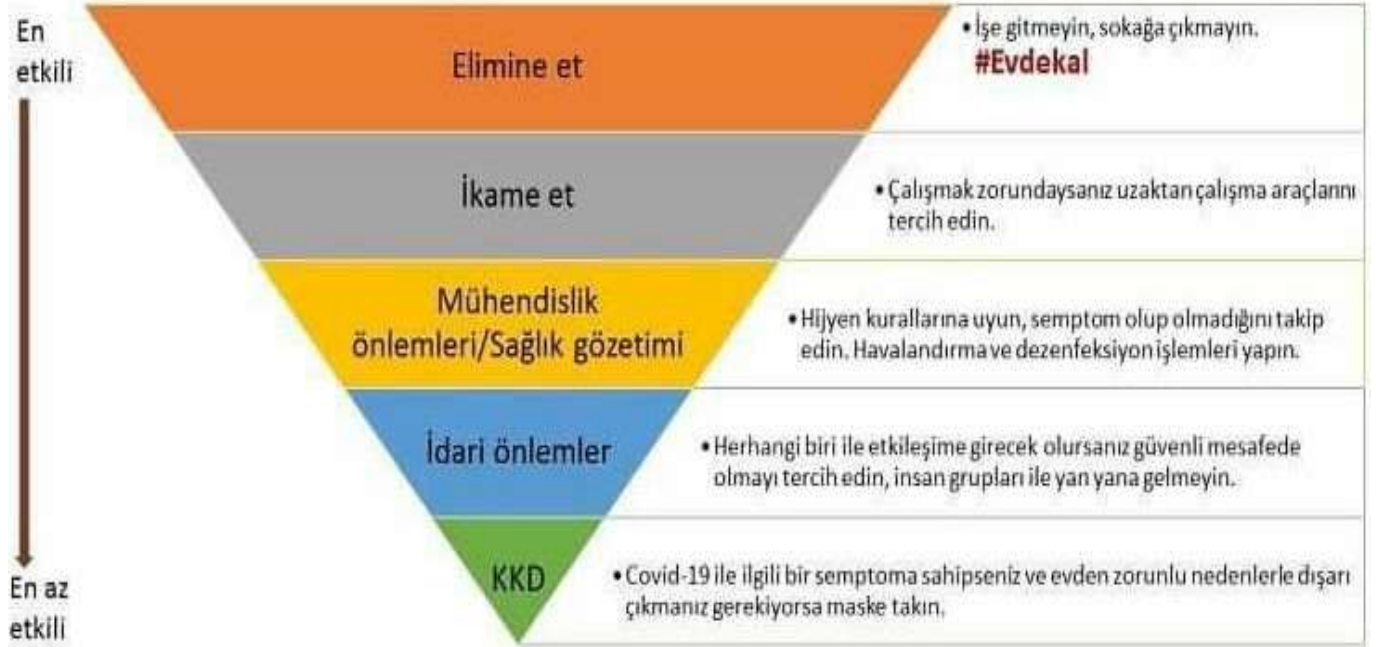 En
etkili
Elimine et
• İşe gitmeyin, sokağa çıkmayın.
#Evdekal
İkame et
• Çalışmak zorundaysanız uzaktan çalışma araçlarını
tercih edin.
Mühendislik
önlemleri/Sağlık gözetimi
• Hijyen kurallarına uyun, semptom olup olmadığını takip
edin. Havalandırma ve dezenfeksiyon işlemleri yapın.
İdari önlemler
• Herhangi biri ile etkileşime girecek olursanız güvenli mesafede
olmayı tercih edin, insan grupları ile yan yana gelmeyin.
KKD
• Covid-19 ile ilgili bir semptoma sahipseniz ve evden zorunlu nedenlerle dışarı
çıkmanız gerekiyorsa maske takın.
En az
etkili